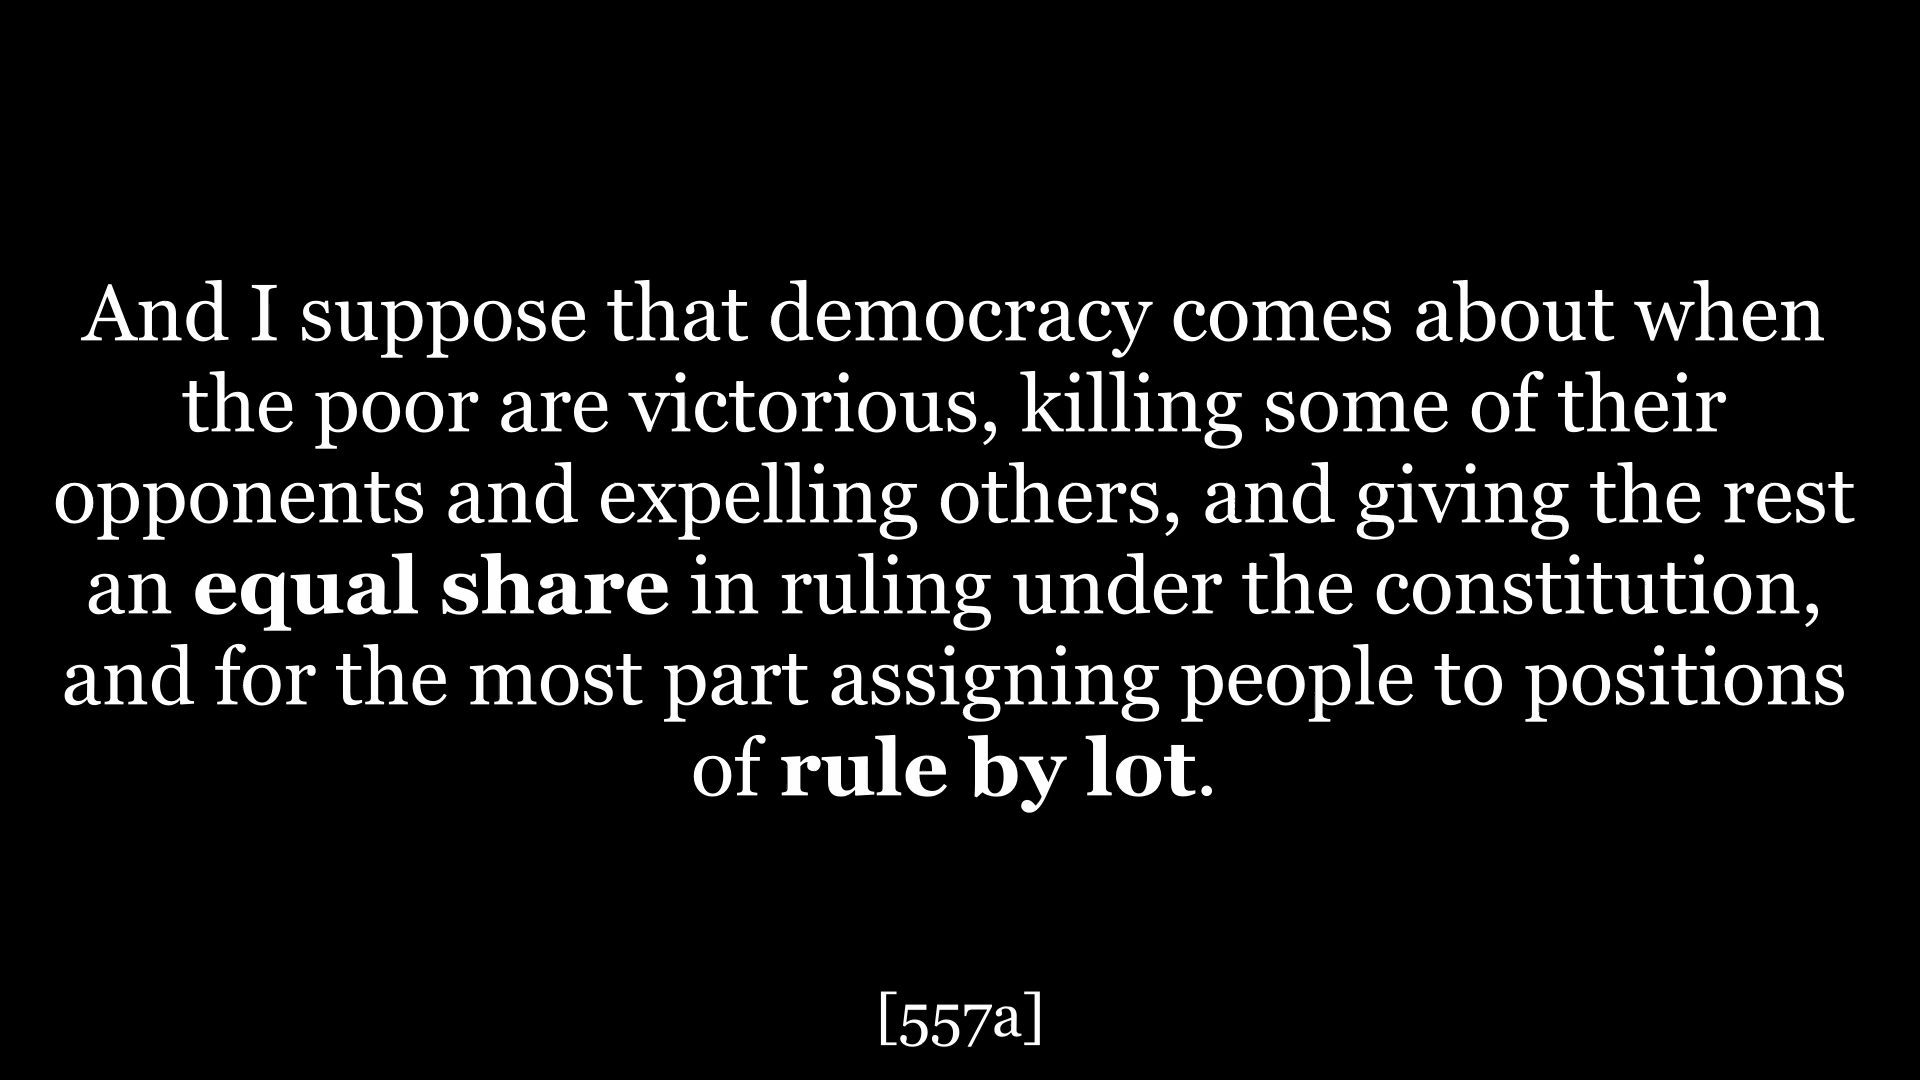 And I suppose that democracy comes about when
the poor are victorious, killing some of their
opponents and expelling others, and giving the rest
an equal share in ruling under the constitution,
and for the most part assigning people to positions
of rule by lot.
[557a]